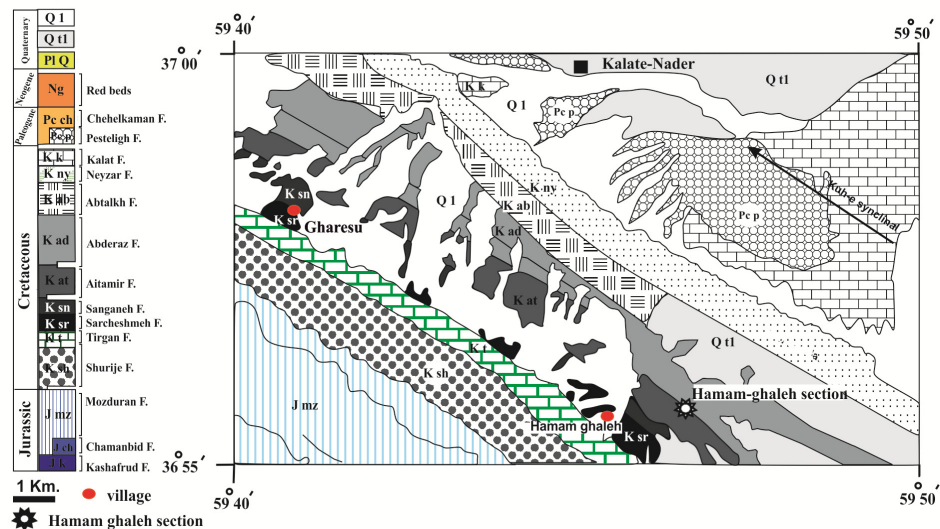 Quaternary
Q 1
Q t1
Pl Q
Neogene
Ng
Red beds
Paleogene
Pc ch
Chehelkaman F.
Pc p
Pesteligh F.
Cretaceous
K k
Kalat F.
K ny
Neyzar F.
K ab
Abtalkh F.
K ad
Abderaz F.
K at
Aitamir F.
K sn
Sanganeh F.
K sr
Sarcheshmeh F.
K t
Tirgan F.
K sh
Shurije F.
Jurassic
J mz
Mozduran F.
J ch
Chamanbid F.
J k
Kashafrud F.
1 Km.
village
Hamam ghaleh section
59° 40′
59° 50′
37° 00′
Kalate-Nader
Q t1
K k
Q 1
Pc p
K ny
K sn
K sr
Gharesu
Q 1
K ab
Pc p
Kuh-e synclinal
K ad
K at
K t
Q t1
K sh
J mz
Hamam-ghaleh section
Hamam ghaleh
K sr
36° 55′
59° 40′
59° 50′